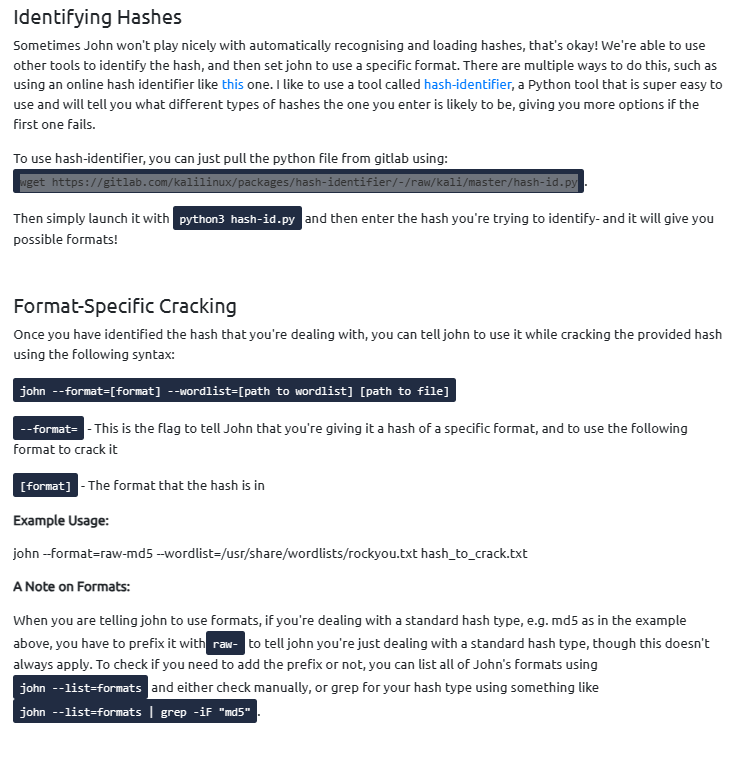 Identifying Hashes
Sometimes John won't play nicely with automatically recognising and loading hashes, that's okay! We're able to use
other tools to identify the hash, and then set john to use a specific format. There are multiple ways to do this, such as
using an online hash identifier like this one. I like to use a tool called hash-identifier, a Python tool that is super easy to
use and will tell you what different types of hashes the one you enter is likely to be, giving you more options if the
first one fails.
To use hash-identifier, you can just pull the python file from gitlab using:
wget https://gitlab.com/kalilinux/packages/hash-identifier/-/raw/kali/master/hash-id.py.
Then simply launch it with python3 hash-id.py and then enter the hash you're trying to identify- and it will give you
possible formats!
Format-Specific Cracking
Once you have identified the hash that you're dealing with, you can tell john to use it while cracking the provided hash
using the following syntax:
john --format=[format] --wordlist=[path to wordlist] [path to file]
--format= - This is the flag to tell John that you're giving it a hash of a specific format, and to use the following
format to crack it
[format] - The format that the hash is in
Example Usage:
john --format=raw-md5 --wordlist=/usr/share/wordlists/rockyou.txt hash_to_crack.txt
A Note on Formats:
When you are telling john to use formats, if you're dealing with a standard hash type, e.g. md5 as in the example
above, you have to prefix it with raw- to tell john you're just dealing with a standard hash type, though this doesn't
always apply. To check if you need to add the prefix or not, you can list all of John's formats using
john --list=formats and either check manually, or grep for your hash type using something like
john --list=formats | grep -iF "md5".